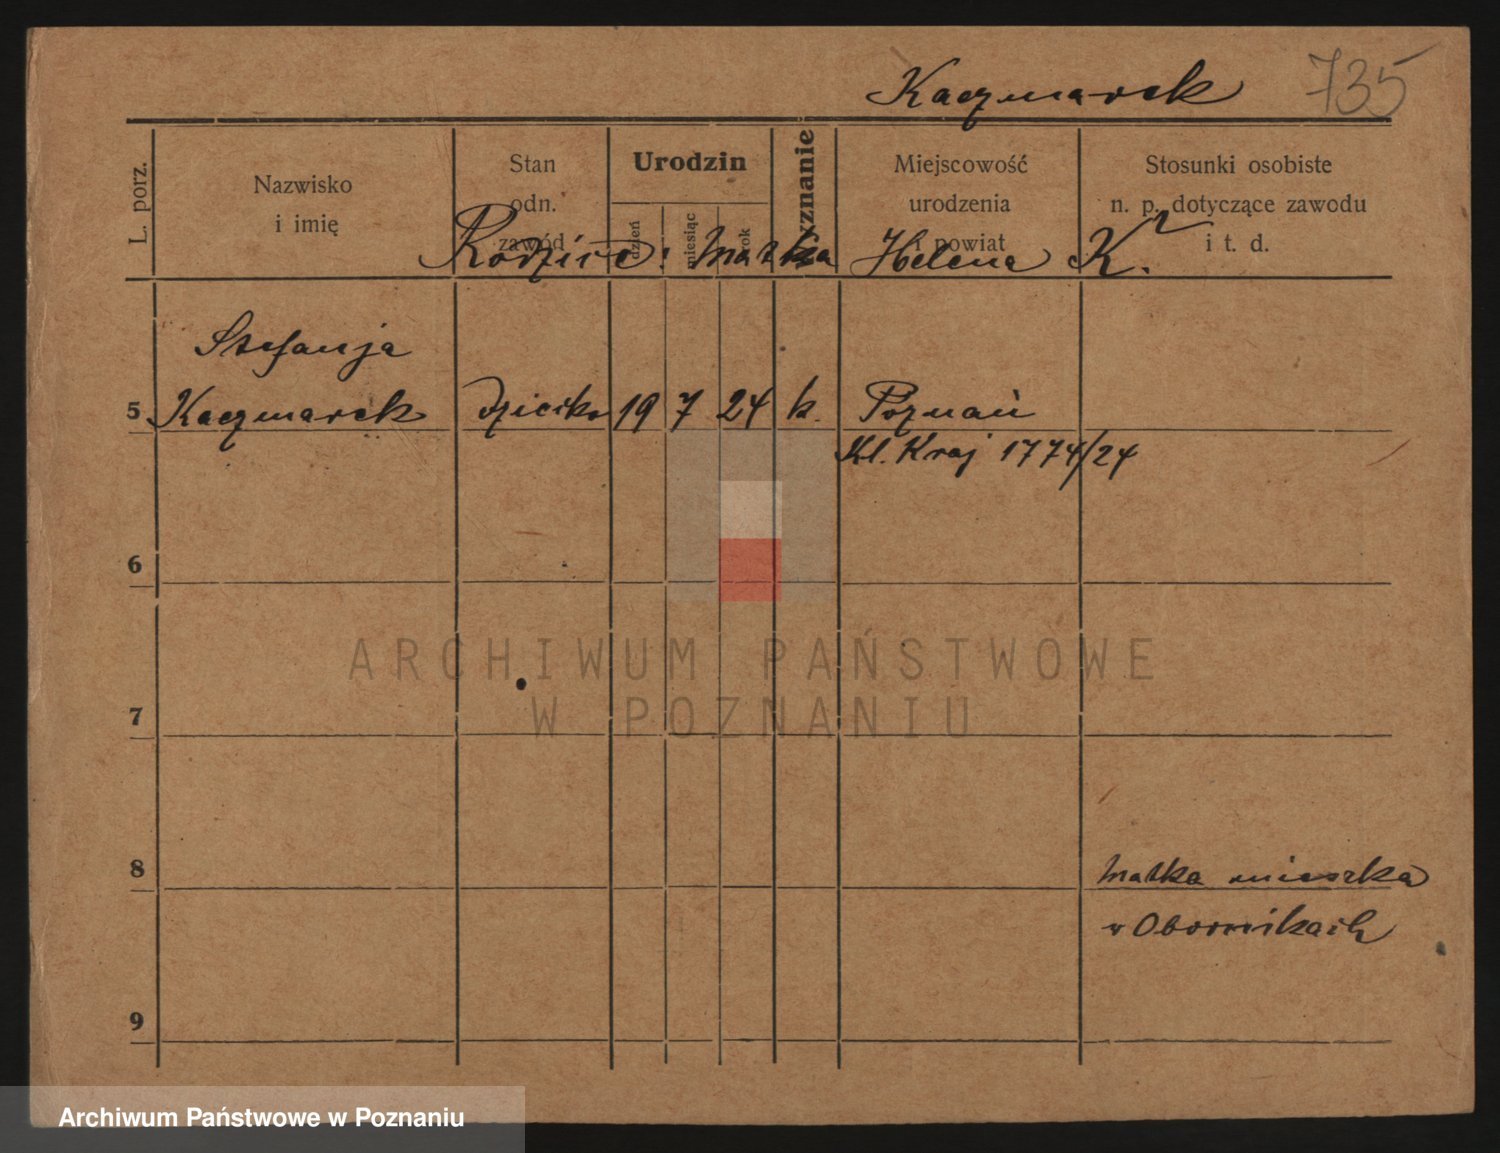 Kaczmarek 735
L. porz.
Nazwisko
i imię
Stan
odn.
zawód
Urodzin
dzień
miesiąc
rok
yznanie
Miejscowość
urodzenia
i powiat
Stosunki osobiste
n. p. dotyczące zawodu
i t. d.
Rodzice: Matka Helena K.
Stefanja
5 Kaczmarek dziecko 19 7 24 k. Poznań
Kl. Kraj 1774/24
6
ARCHIWUM PAŃSTWOWE
W POZNANIU
7
8 Matka mieszka
w Obornikach
9
Archiwum Państwowe w Poznaniu